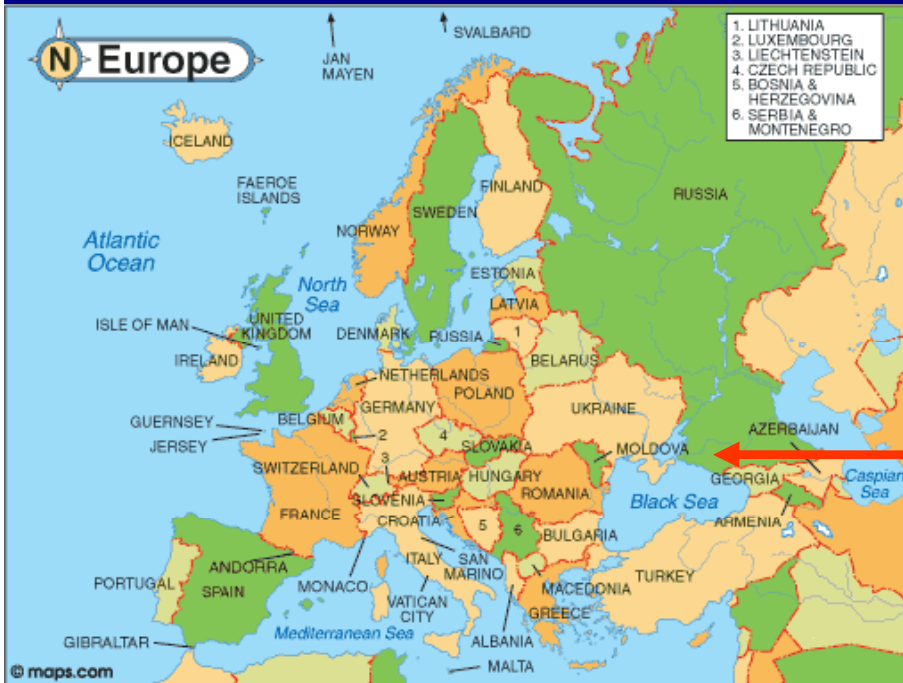 N Europe
JAN
MAYEN
SVALBARD
1. LITHUANIA
2. LUXEMBOURG
3. LIECHTENSTEIN
4. CZECH REPUBLIC
5. BOSNIA &
HERZEGOVINA
6. SERBIA &
MONTENEGRO
ICELAND
FAEROE
ISLANDS
FINLAND
RUSSIA
SWEDEN
NORWAY
Atlantic
Ocean
North
Sea
ESTONIA
LATVIA
ISLE OF MAN
UNITED
KINGDOM
DENMARK
RUSSIA
1
IRELAND
BELARUS
NETHERLANDS
GERMANY
POLAND
UKRAINE
GUERNSEY
JERSEY
BELGIUM
2
4
SLOVAKIA
MOLDOVA
AZERBAIJAN
SWITZERLAND
3
AUSTRIA
HUNGARY
GEORGIA
Caspian
Sea
SLOVENIA
ROMANIA
Black Sea
FRANCE
CROATIA
5
6
BULGARIA
ARMENIA
ITALY
SAN
MARINO
ANDORRA
MONACO
MACEDONIA
TURKEY
PORTUGAL
SPAIN
VATICAN
CITY
GREECE
GIBRALTAR
Mediterranean Sea
ALBANIA
MALTA
© maps.com